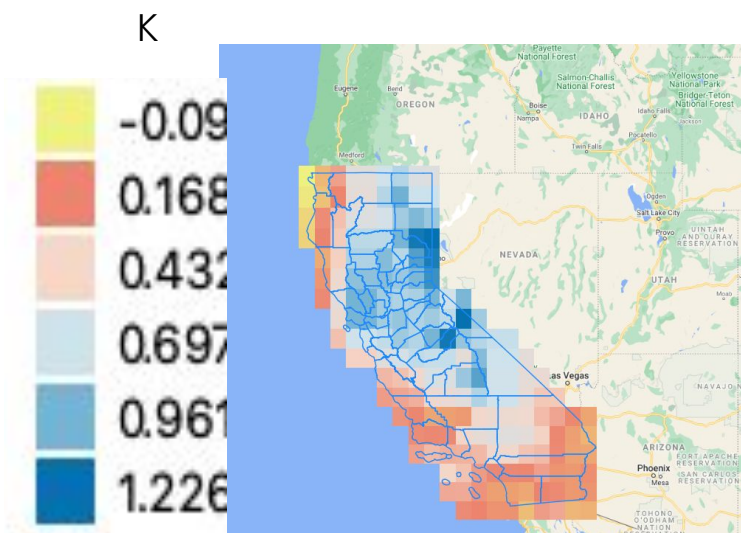 K
-0.09
0.168
0.432
0.697
0.961
1.226
Payette
National Forest
Salmon-Challis
National Forest
Yellowstone
National Park
Bridger-Teton
National Forest
Eugene
Bend
OREGON
Boise
Nampa
IDAHO
Idaho Falls
Jackson
Pocatello
Twin Falls
Medford
Ogden
Salt Lake City
Provo
UINTAH
AND OURAY
RESERVATION
NEVADA
UTAH
Moab
as Vegas
NAVAJO N
ARIZONA
FORT APACHE
RESERVATION
SAN CARLOS
RESERVATION
Phoenix
Mesa
TOHONO
O'ODHAM
NATION